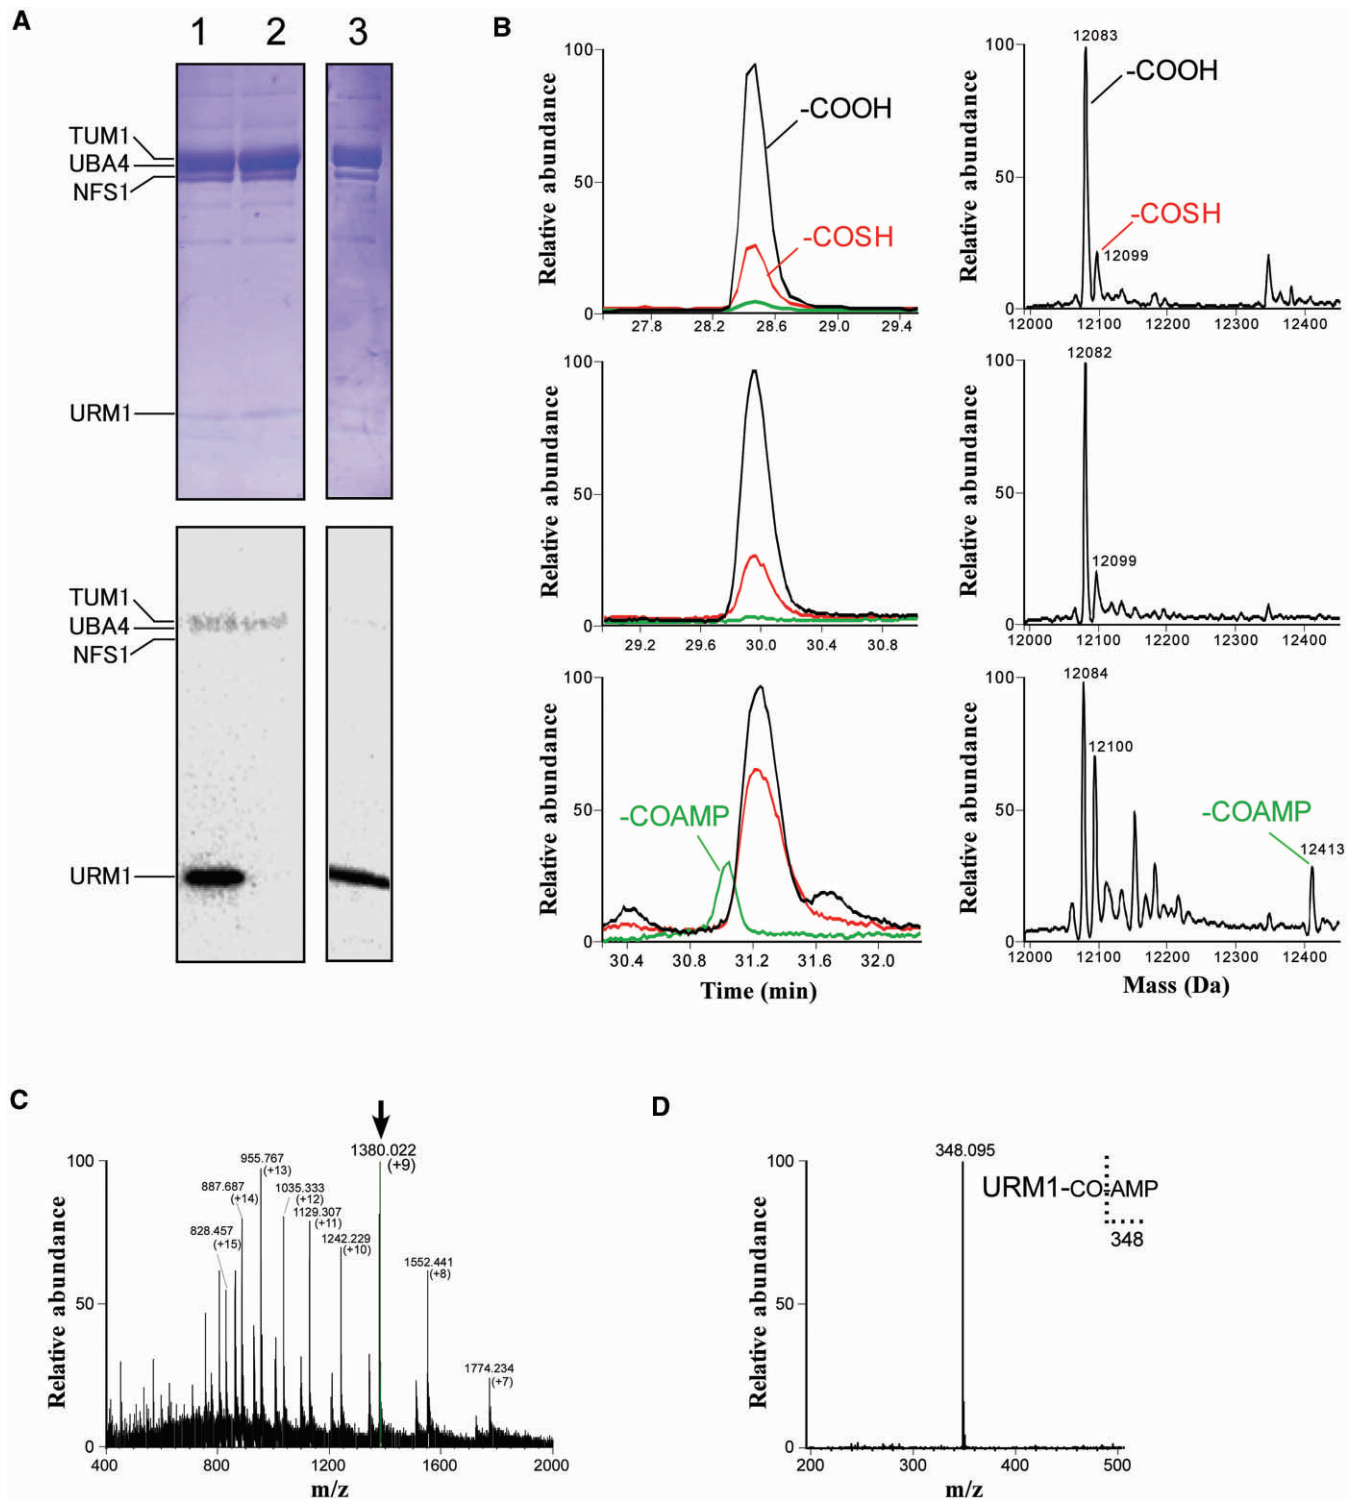 A
1 2 3
TUM1
UBA4
NFS1
URM1
TUM1
UBA4
NFS1
URM1
B
Relative abundance
100
50
0
-COOH
-COSH
27.8 28.2 28.6 29.0 29.4
Relative abundance
100
50
0
12083
-COOH
-COSH
12099
12000 12100 12200 12300 12400
Relative abundance
100
50
0
29.2 29.6 30.0 30.4 30.8
Relative abundance
100
50
0
12082
12099
12000 12100 12200 12300 12400
Relative abundance
100
50
0
-COAMP
30.4 30.8 31.2 31.6 32.0
Time (min)
Relative abundance
100
50
0
12084
12100
-COAMP
12413
12000 12100 12200 12300 12400
Mass (Da)
C
Relative abundance
100
50
0
828.457
(+15)
887.687
(+14)
955.767
(+13)
1035.333
(+12)
1129.307
(+11)
1242.229
(+10)
1380.022
(+9)
1552.441
(+8)
1774.234
(+7)
400 800 1200 1600 2000
m/z
D
Relative abundance
100
50
0
348.095
URM1-CO-AMP
348
200 300 400 500
m/z